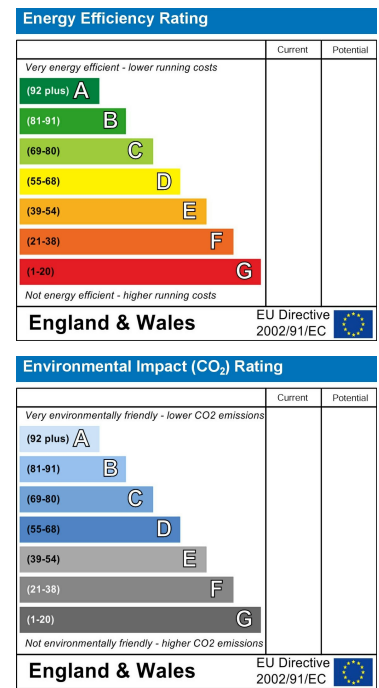 Energy Efficiency Rating
Current Potential
Very energy efficient - lower running costs
(92 plus) A
(81-91) B
(69-80) C
(55-68) D
(39-54) E
(21-38) F
(1-20) G
Not energy efficient - higher running costs
England & Wales
EU Directive
2002/91/EC
Environmental Impact (CO₂) Rating
Current Potential
Very environmentally friendly - lower CO2 emissions
(92 plus) A
(81-91) B
(69-80) C
(55-68) D
(39-54) E
(21-38) F
(1-20) G
Not environmentally friendly - higher CO2 emissions
England & Wales
EU Directive
2002/91/EC